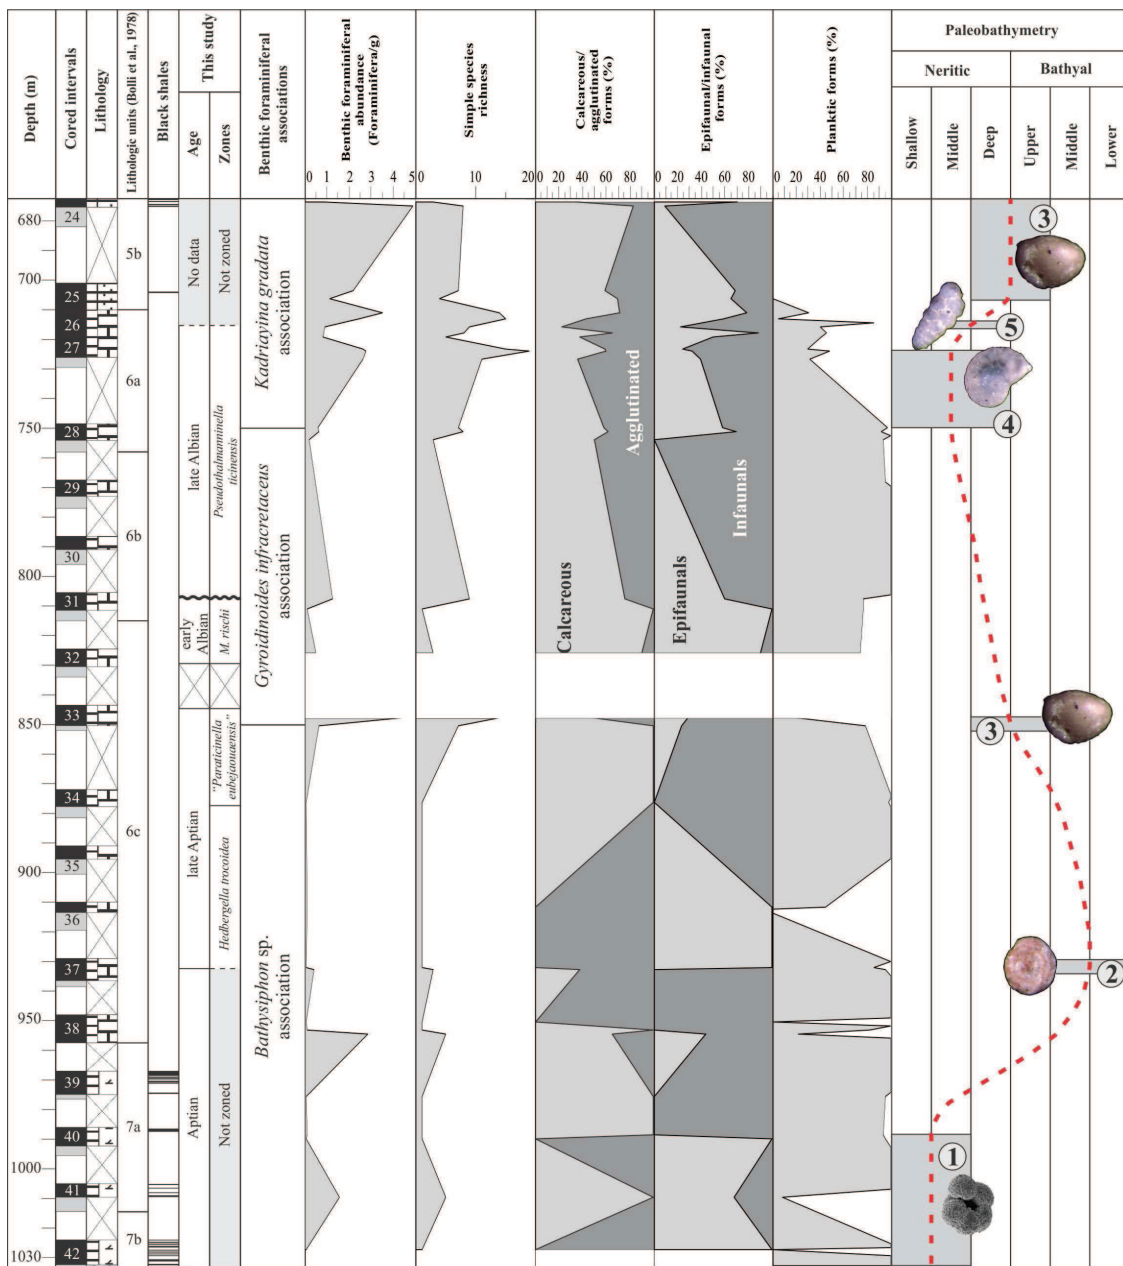 Depth (m)
Cored intervals
Lithology
Lithologic units (Bolli et al., 1978)
Black shales
This study
Age
Zones
Benthic foraminiferal
associations
Benthic foraminiferal
abundance
(Foraminifera/g)
Simple species
richness
Calcareous/
agglutinated
forms (%)
Epifaunal/infaunal
forms (%)
Planktic forms (%)
Paleobathymetry
Neritic
Bathyal
Shallow
Middle
Deep
Upper
Middle
Lower
0 1 2 3 4 5
0 10 20
0 20 40 60 80
0 20 40 60 80
0 20 40 60 80
680
700
750
800
850
900
950
1000
1030
24
25
26
27
28
29
30
31
32
33
34
35
36
37
38
39
40
41
42
5b
6a
6b
6c
7a
7b
No data
late Albian
early
Albian
late Aptian
Aptian
Not zoned
Pseudothalmanninella
ticinensis
M. rischi
"Paraticinella
eubejaouaensis"
Hedbergella trocoidea
Not zoned
Kadriayina gradata
association
Gyroidinoides infracretaceus
association
Bathysiphon sp.
association
Agglutinated
Calcareous
Infaunals
Epifaunals
3
5
4
3
2
1